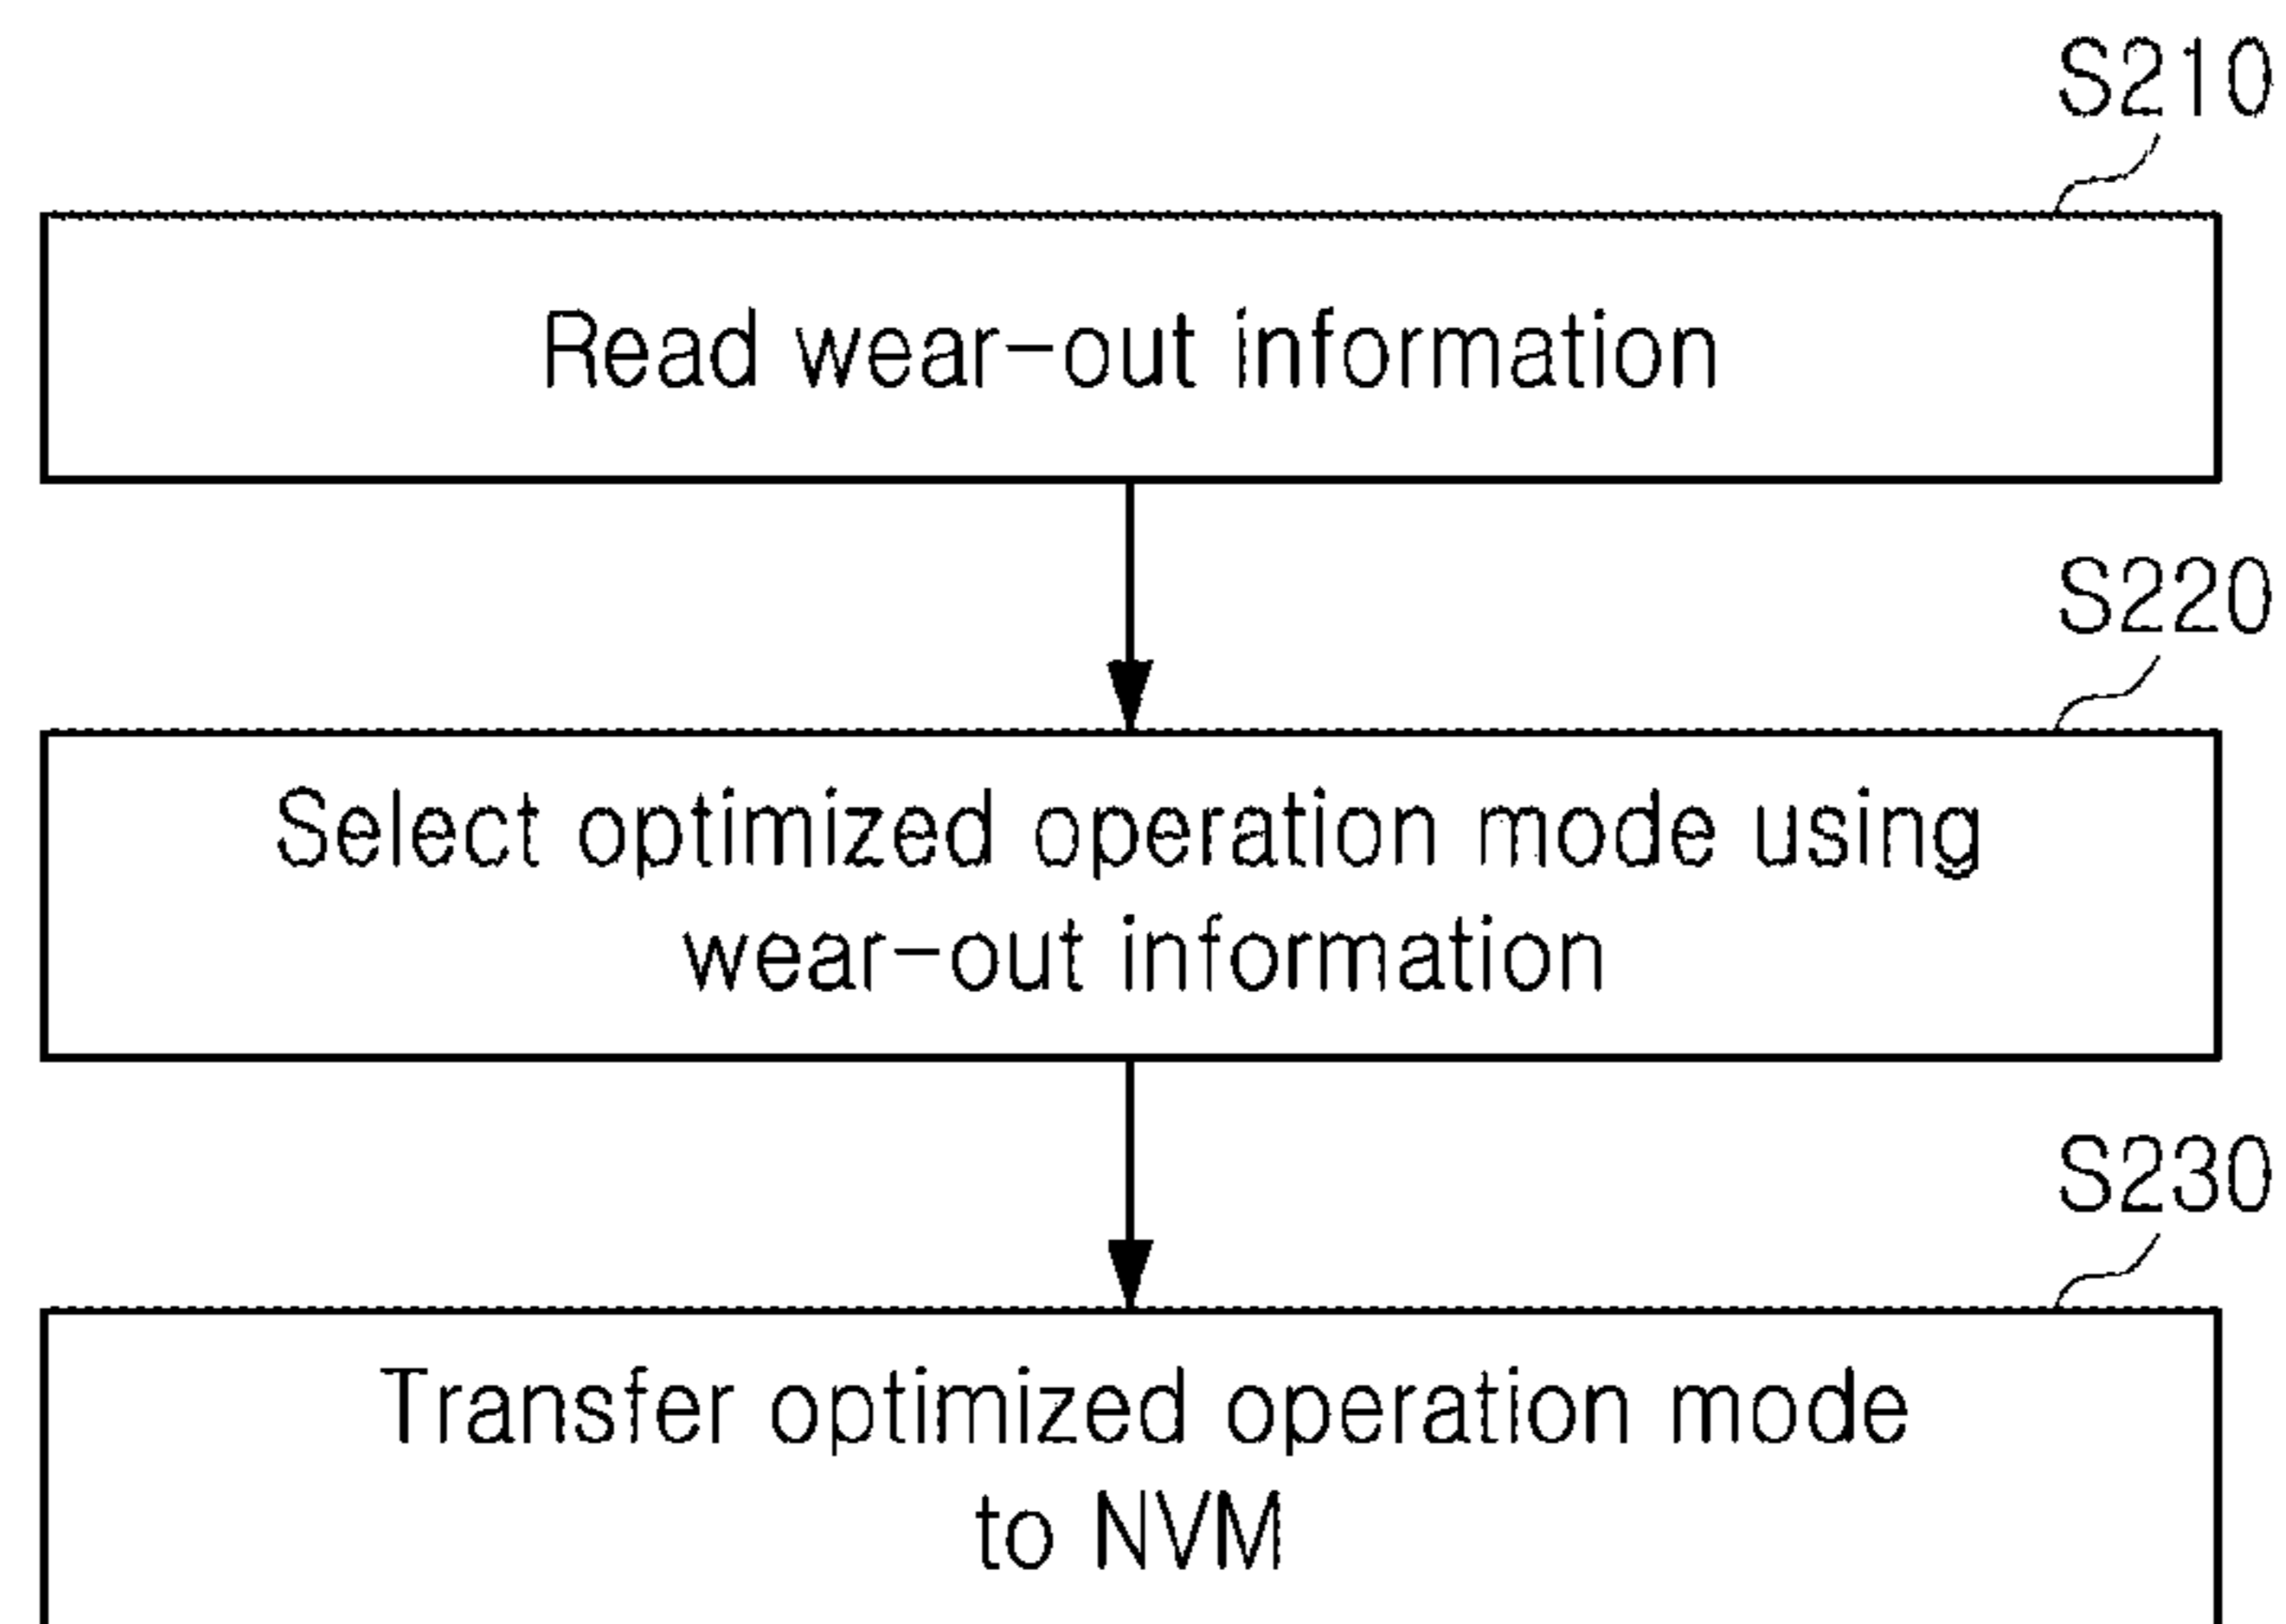 S210
Read wear-out information
S220
Select optimized operation mode using
wear-out information
S230
Transfer optimized operation mode
to NVM